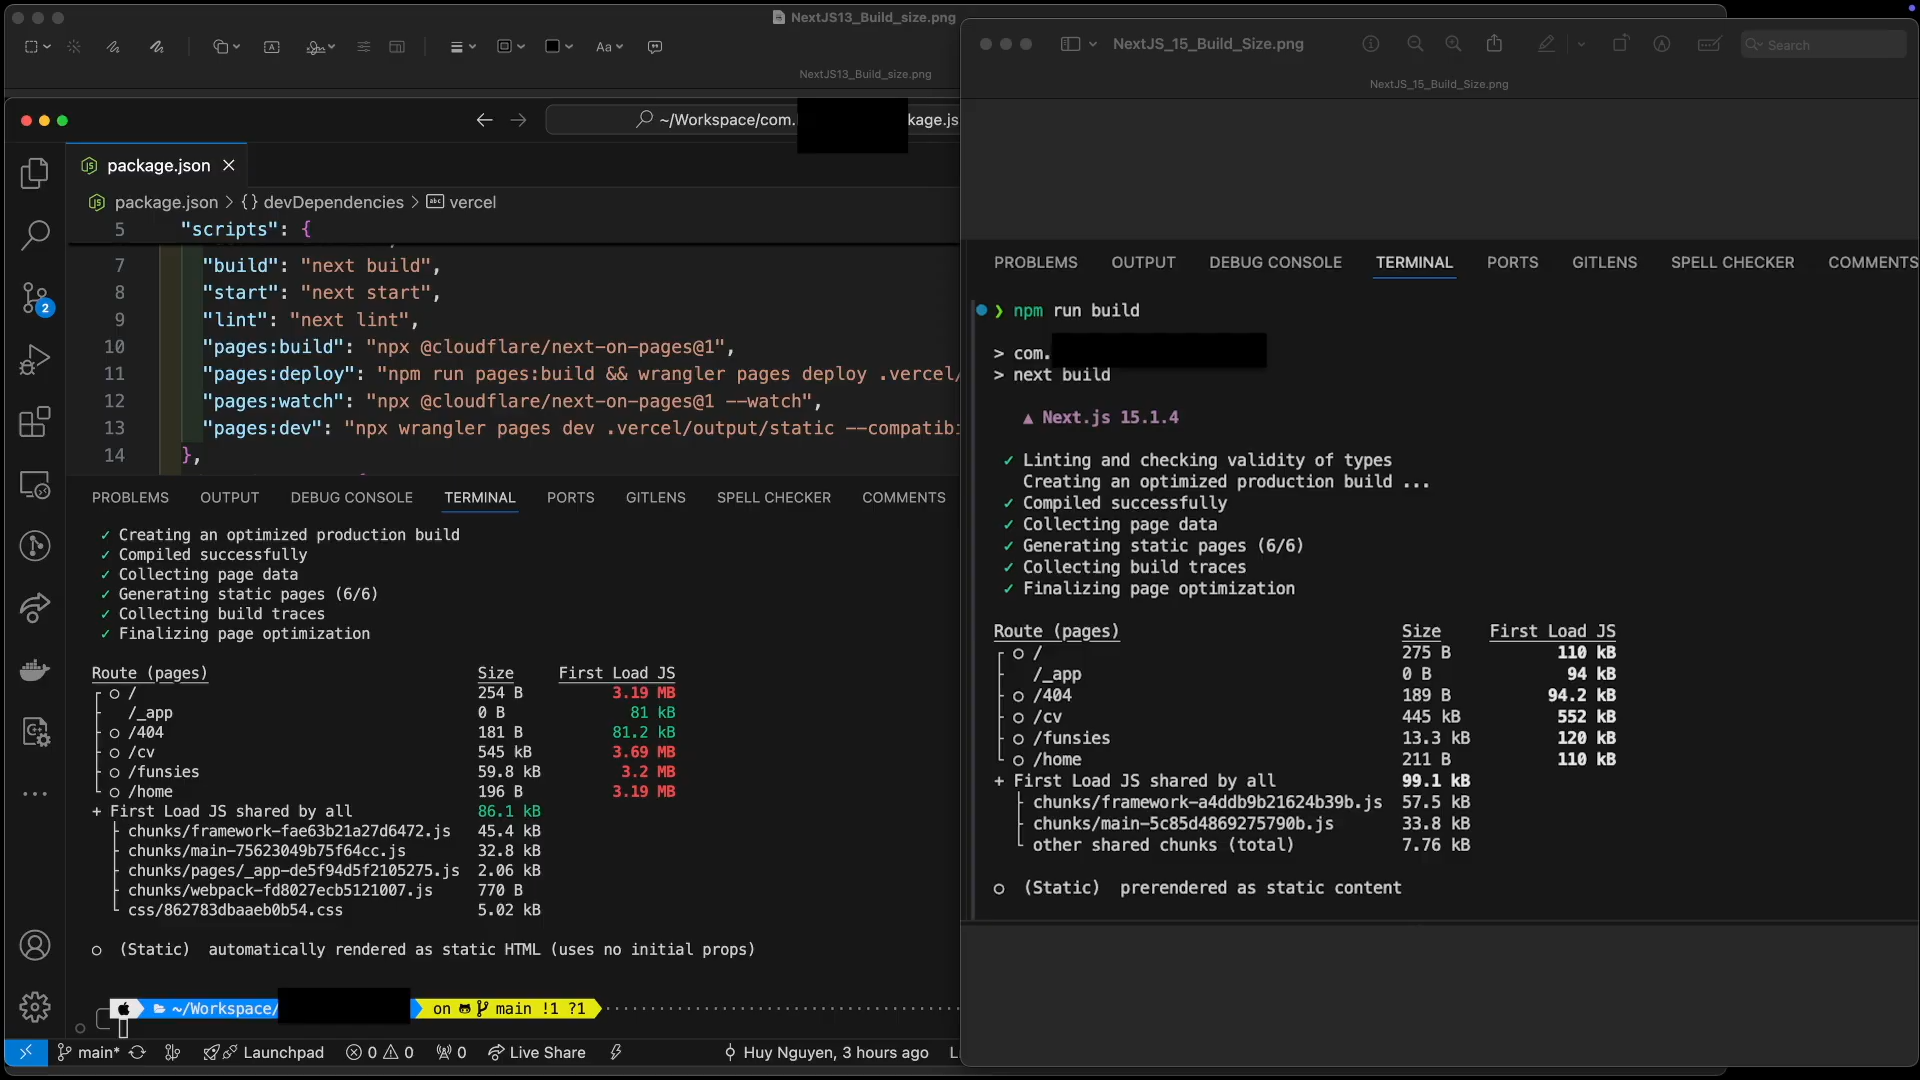 NextJS13_Build_size.png
Aa
NextJS13_Build_size.png
~/Workspace/com.
kage.js
package.json
package.json > {} devDependencies > abc vercel
5 "scripts": {
7 "build": "next build",
8 "start": "next start",
9 "lint": "next lint",
10 "pages:build": "npx @cloudflare/next-on-pages@1",
11 "pages:deploy": "npm run pages:build && wrangler pages deploy .vercel/
12 "pages:watch": "npx @cloudflare/next-on-pages@1 --watch",
13 "pages:dev": "npx wrangler pages dev .vercel/output/static --compatibi
14 },
2
PROBLEMS OUTPUT DEBUG CONSOLE TERMINAL PORTS GITLENS SPELL CHECKER COMMENTS
✓ Creating an optimized production build
✓ Compiled successfully
✓ Collecting page data
✓ Generating static pages (6/6)
✓ Collecting build traces
✓ Finalizing page optimization
Route (pages) Size First Load JS
┌ ○ / 254 B 3.19 MB
├ /_app 0 B 81 kB
├ ○ /404 181 B 81.2 kB
├ ○ /cv 545 kB 3.69 MB
├ ○ /funsies 59.8 kB 3.2 MB
└ ○ /home 196 B 3.19 MB
+ First Load JS shared by all 86.1 kB
├ chunks/framework-fae63b21a27d6472.js 45.4 kB
├ chunks/main-75623049b75f64cc.js 32.8 kB
├ chunks/pages/_app-de5f94d5f2105275.js 2.06 kB
├ chunks/webpack-fd8027ecb5121007.js 770 B
└ css/862783dbaaeb0b54.css 5.02 kB
○ (Static) automatically rendered as static HTML (uses no initial props)
~/Workspace/ on main !1 ?1
main* Launchpad 0 0 0 Live Share Huy Nguyen, 3 hours ago L
NextJS_15_Build_Size.png
Search
NextJS_15_Build_Size.png
PROBLEMS OUTPUT DEBUG CONSOLE TERMINAL PORTS GITLENS SPELL CHECKER COMMENTS
❯ npm run build
> com.
> next build
▲ Next.js 15.1.4
✓ Linting and checking validity of types
Creating an optimized production build ...
✓ Compiled successfully
✓ Collecting page data
✓ Generating static pages (6/6)
✓ Collecting build traces
✓ Finalizing page optimization
Route (pages) Size First Load JS
┌ ○ / 275 B 110 kB
├ /_app 0 B 94 kB
├ ○ /404 189 B 94.2 kB
├ ○ /cv 445 kB 552 kB
├ ○ /funsies 13.3 kB 120 kB
└ ○ /home 211 B 110 kB
+ First Load JS shared by all 99.1 kB
├ chunks/framework-a4ddb9b21624b39b.js 57.5 kB
├ chunks/main-5c85d4869275790b.js 33.8 kB
└ other shared chunks (total) 7.76 kB
○ (Static) prerendered as static content